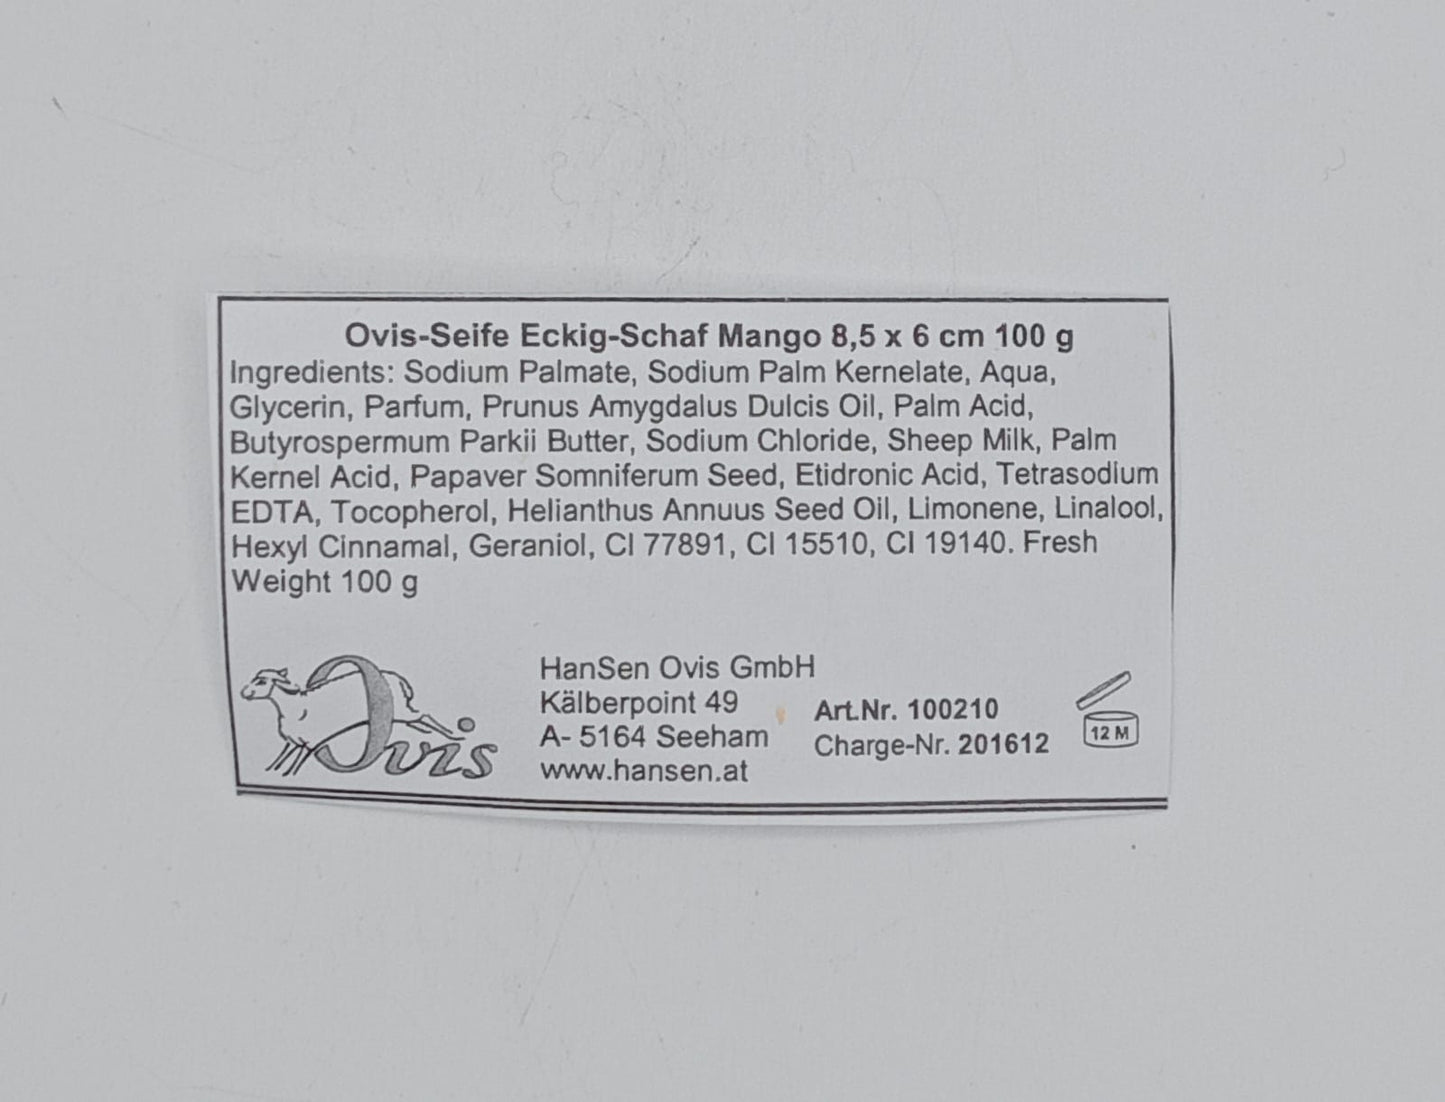 Ovis-Seife Eckig-Schaf Mango 8,5 x 6 cm 100 g
Ingredients: Sodium Palmate, Sodium Palm Kernelate, Aqua,
Glycerin, Parfum, Prunus Amygdalus Dulcis Oil, Palm Acid,
Butyrospermum Parkii Butter, Sodium Chloride, Sheep Milk, Palm
Kernel Acid, Papaver Somniferum Seed, Etidronic Acid, Tetrasodium
EDTA, Tocopherol, Helianthus Annuus Seed Oil, Limonene, Linalool,
Hexyl Cinnamal, Geraniol, CI 77891, CI 15510, CI 19140. Fresh
Weight 100 g
Ovis
HanSen Ovis GmbH
Kälberpoint 49
A- 5164 Seeham
www.hansen.at
Art.Nr. 100210
Charge-Nr. 201612
12 M